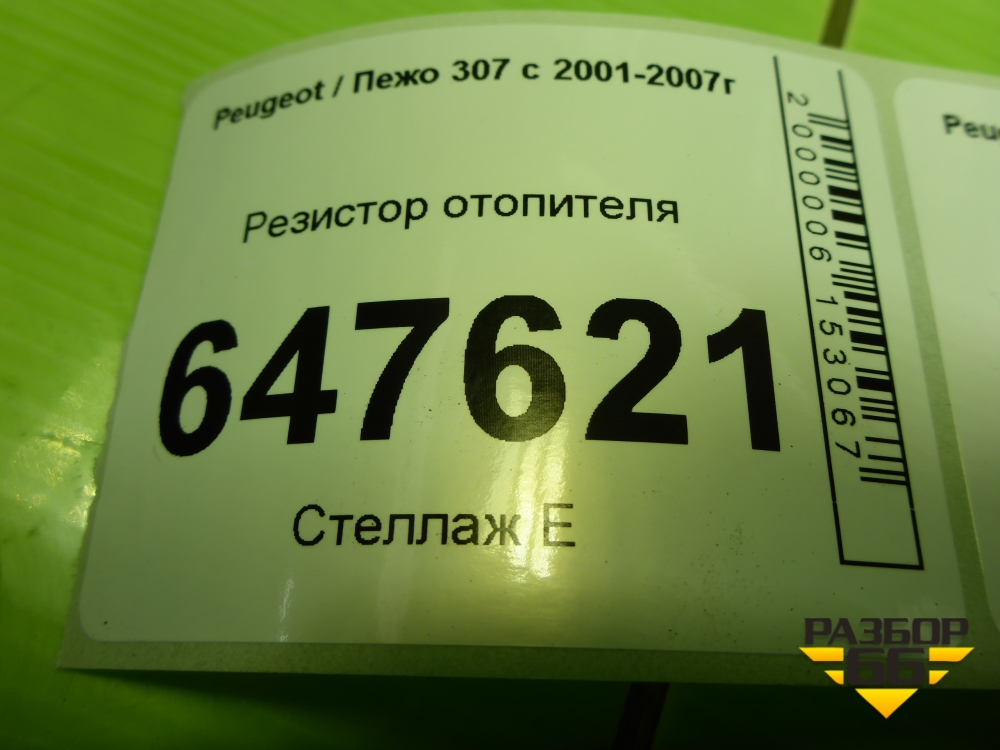 Peugeot / Пежо 307 с 2001-2007г
Резистор отопителя
647621
Стеллаж Е
2000006153067
Peu
РАЗБОР
66